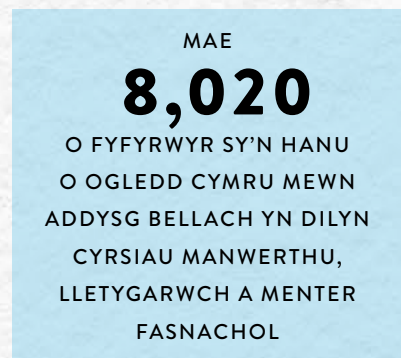 MAE
8,020
O FYFYRWYR SY'N HANU
O OGLEDD CYMRU MEWN
ADDYSG BELLACH YN DILYN
CYRSIAU MANWERTHU,
LLETYGARWCH A MENTER
FASNACHOL